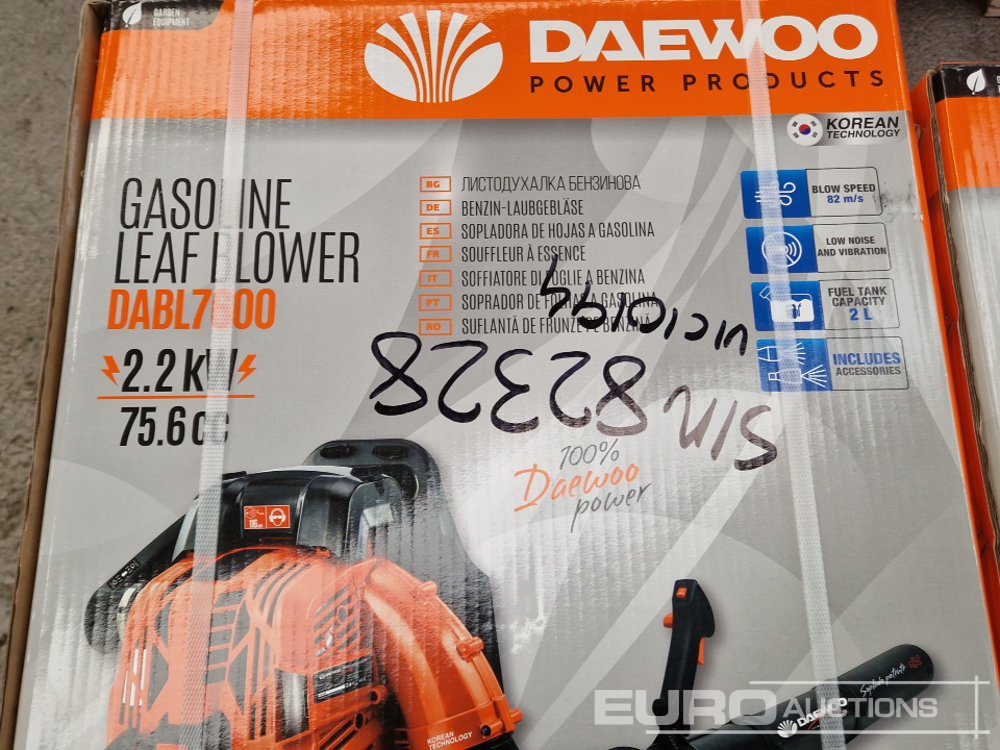 GARDEN
EQUIPMENT
DAEWOO
POWER PRODUCTS
KOREAN
TECHNOLOGY
GASOLINE
LEAF BLOWER
2.2 kW
75.6 cc
BG ЛИСТОДУХАЛКА БЕНЗИНОВА
DE BENZIN-LAUBGEBLÄSE
ES SOPLADORA DE HOJAS A GASOLINA
FR SOUFFLEUR À ESSENCE
IT SOFFIATORE DI FOGLIE A BENZINA
PT SOPRADOR DE FOLHAS A GASOLINA
RO SUFLANTĂ DE FRUNZE PE BENZINĂ
BLOW SPEED
82 m/s
LOW NOISE
AND VIBRATION
FUEL TANK
CAPACITY
2 L
INCLUDES
ACCESSORIES
S/N 82328
100%
Daewoo
power
KOREAN
TECHNOLOGY
DAEWOO
EURO AUCTIONS